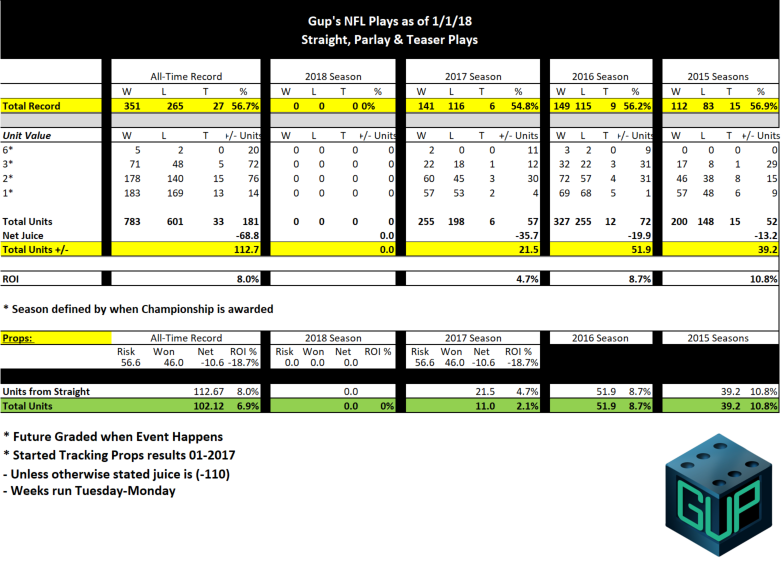 Gup's NFL Plays as of 1/1/18
Straight, Parlay & Teaser Plays
All-Time Record 2018 Season 2017 Season 2016 Season 2015 Seasons
W L T % W L T % W L T % W L T % W L T %
Total Record 351 265 27 56.7% 0 0 0 0% 141 116 6 54.8% 149 115 9 56.2% 112 83 15 56.9%
Unit Value W L T +/- Units W L T +/- Units W L T +/- Units W L T +/- Units W L T +/- Units
6* 5 2 0 20 0 0 0 0 2 0 0 11 3 2 0 9 0 0 0 0
3* 71 48 5 72 0 0 0 0 22 18 1 12 32 22 3 31 17 8 1 29
2* 178 140 15 76 0 0 0 0 60 45 3 30 72 57 4 31 46 38 8 15
1* 183 169 13 14 0 0 0 0 57 53 2 4 69 68 5 1 57 48 6 9
Total Units 783 601 33 181 0 0 0 0 255 198 6 57 327 255 12 72 200 148 15 52
Net Juice -68.8 0.0 -35.7 -19.9 -13.2
Total Units +/- 112.7 0.0 21.5 51.9 39.2
ROI 8.0% 4.7% 8.7% 10.8%
* Season defined by when Championship is awarded
Props: All-Time Record 2018 Season 2017 Season 2016 Season 2015 Seasons
Risk Won Net ROI % Risk Won Net ROI % Risk Won Net ROI %
56.6 46.0 -10.6 -18.7% 0.0 0.0 0.0 56.6 46.0 -10.6 -18.7%
Units from Straight 112.67 8.0% 0.0 21.5 4.7% 51.9 8.7% 39.2 10.8%
Total Units 102.12 6.9% 0.0 0% 11.0 2.1% 51.9 8.7% 39.2 10.8%
* Future Graded when Event Happens
* Started Tracking Props results 01-2017
- Unless otherwise stated juice is (-110)
- Weeks run Tuesday-Monday
GUP